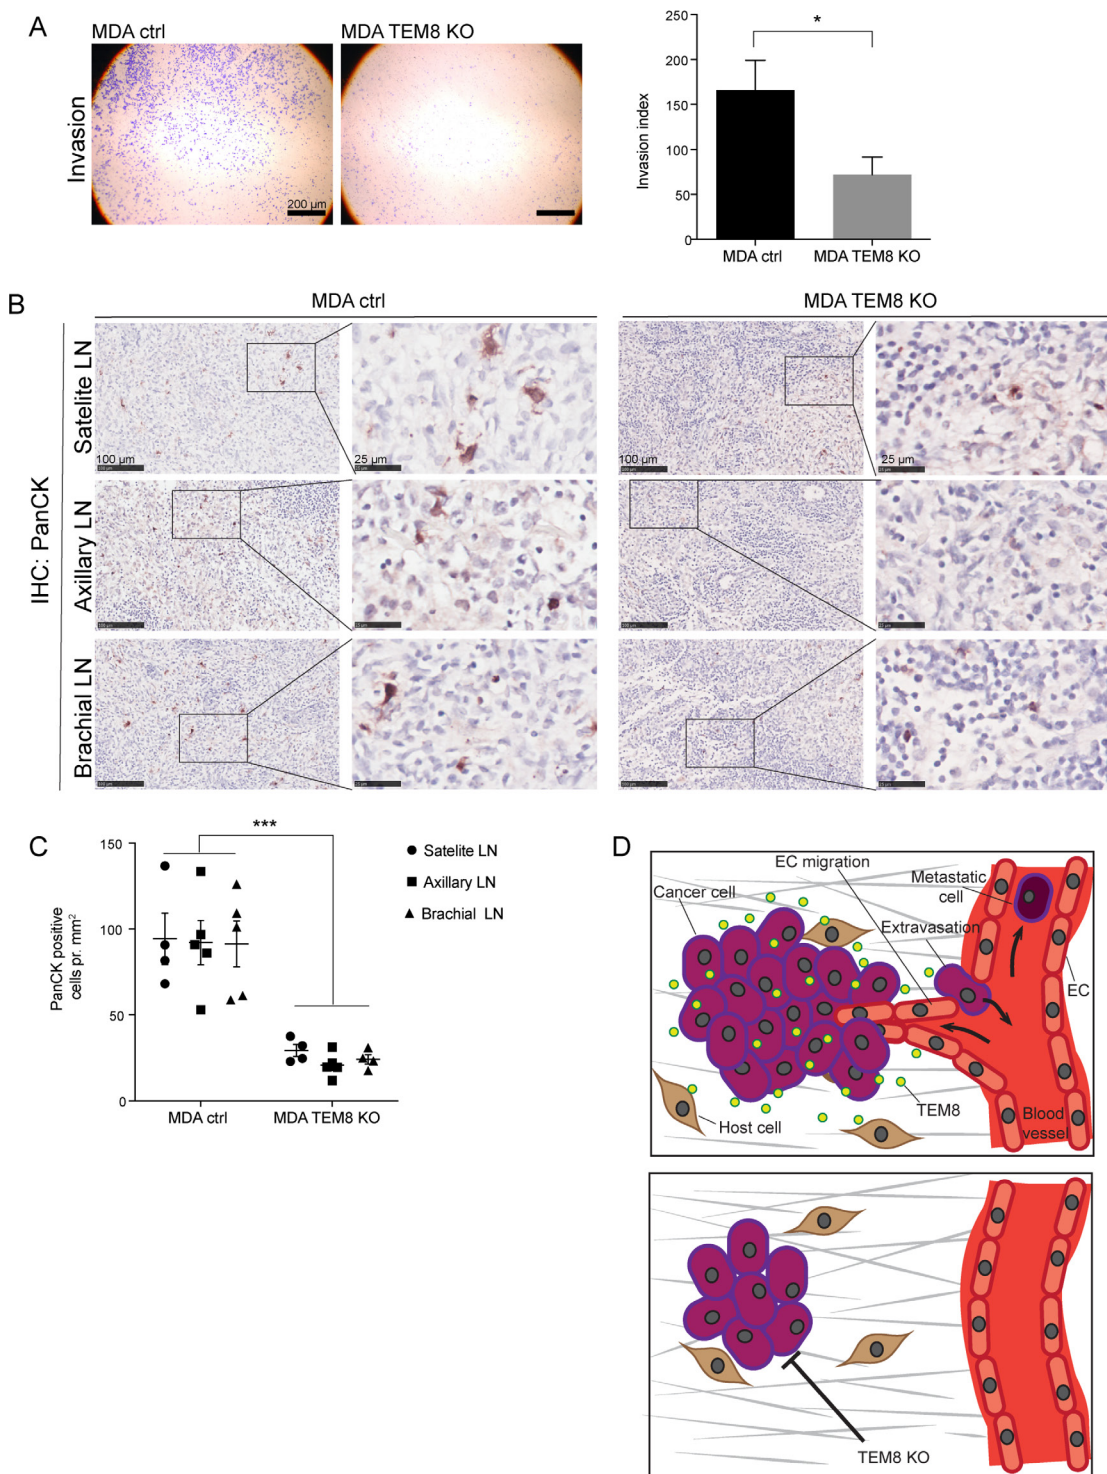 A
MDA ctrl
MDA TEM8 KO
Invasion
200 µm
*
Invasion index
250
200
150
100
50
0
MDA ctrl
MDA TEM8 KO
B
MDA ctrl
MDA TEM8 KO
IHC: PanCK
Satelite LN
100 µm
25 µm
100 µm
25 µm
Axillary LN
Brachial LN
C
***
PanCK positive
cells pr. mm²
150
100
50
0
MDA ctrl
MDA TEM8 KO
Satelite LN
Axillary LN
Brachial LN
D
EC migration
Cancer cell
Metastatic
cell
Extravasation
EC
TEM8
Host cell
Blood
vessel
TEM8 KO